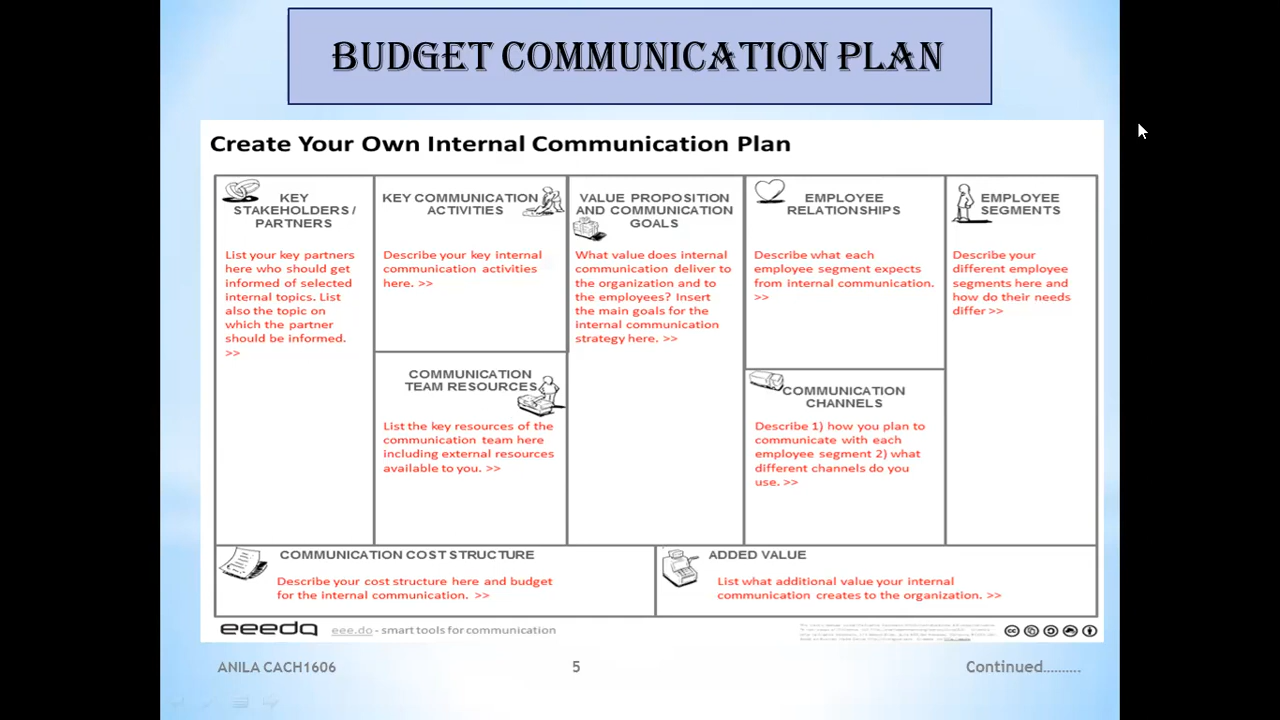 BUDGET COMMUNICATION PLAN
Create Your Own Internal Communication Plan
KEY
STAKEHOLDERS /
PARTNERS
List your key partners
here who should get
informed of selected
internal topics. List
also the topic on
which the partner
should be informed.
>>
KEY COMMUNICATION
ACTIVITIES
Describe your key internal
communication activities
here. >>
COMMUNICATION
TEAM RESOURCES
List the key resources of the
communication team here
including external resources
available to you. >>
VALUE PROPOSITION
AND COMMUNICATION
GOALS
What value does internal
communication deliver to
the organization and to
the employees? Insert
the main goals for the
internal communication
strategy here. >>
EMPLOYEE
RELATIONSHIPS
Describe what each
employee segment expects
from internal communication.
>>
COMMUNICATION
CHANNELS
Describe 1) how you plan to
communicate with each
employee segment 2) what
different channels do you
use. >>
EMPLOYEE
SEGMENTS
Describe your
different employee
segments here and
how do their needs
differ >>
COMMUNICATION COST STRUCTURE
Describe your cost structure here and budget
for the internal communication. >>
ADDED VALUE
List what additional value your internal
communication creates to the organization. >>
eeedo eee.do - smart tools for communication
ANILA CACH1606
5
Continued..........